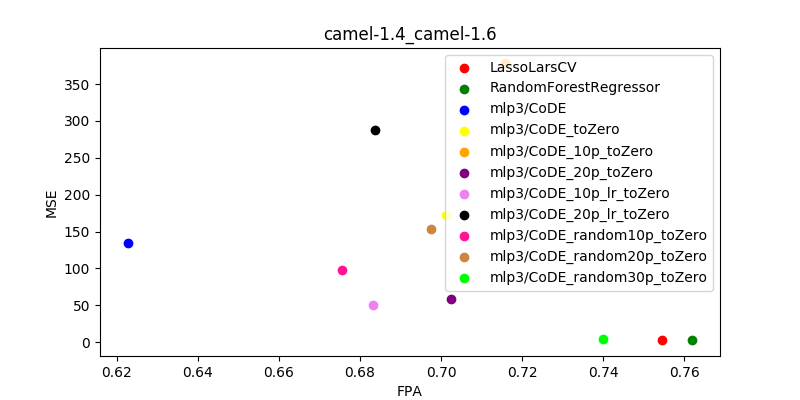 camel-1.4_camel-1.6
MSE
350
300
250
200
150
100
50
0
LassoLarsCV
RandomForestRegressor
mlp3/CoDE
mlp3/CoDE_toZero
mlp3/CoDE_10p_toZero
mlp3/CoDE_20p_toZero
mlp3/CoDE_10p_lr_toZero
mlp3/CoDE_20p_lr_toZero
mlp3/CoDE_random10p_toZero
mlp3/CoDE_random20p_toZero
mlp3/CoDE_random30p_toZero
0.62 0.64 0.66 0.68 0.70 0.72 0.74 0.76
FPA